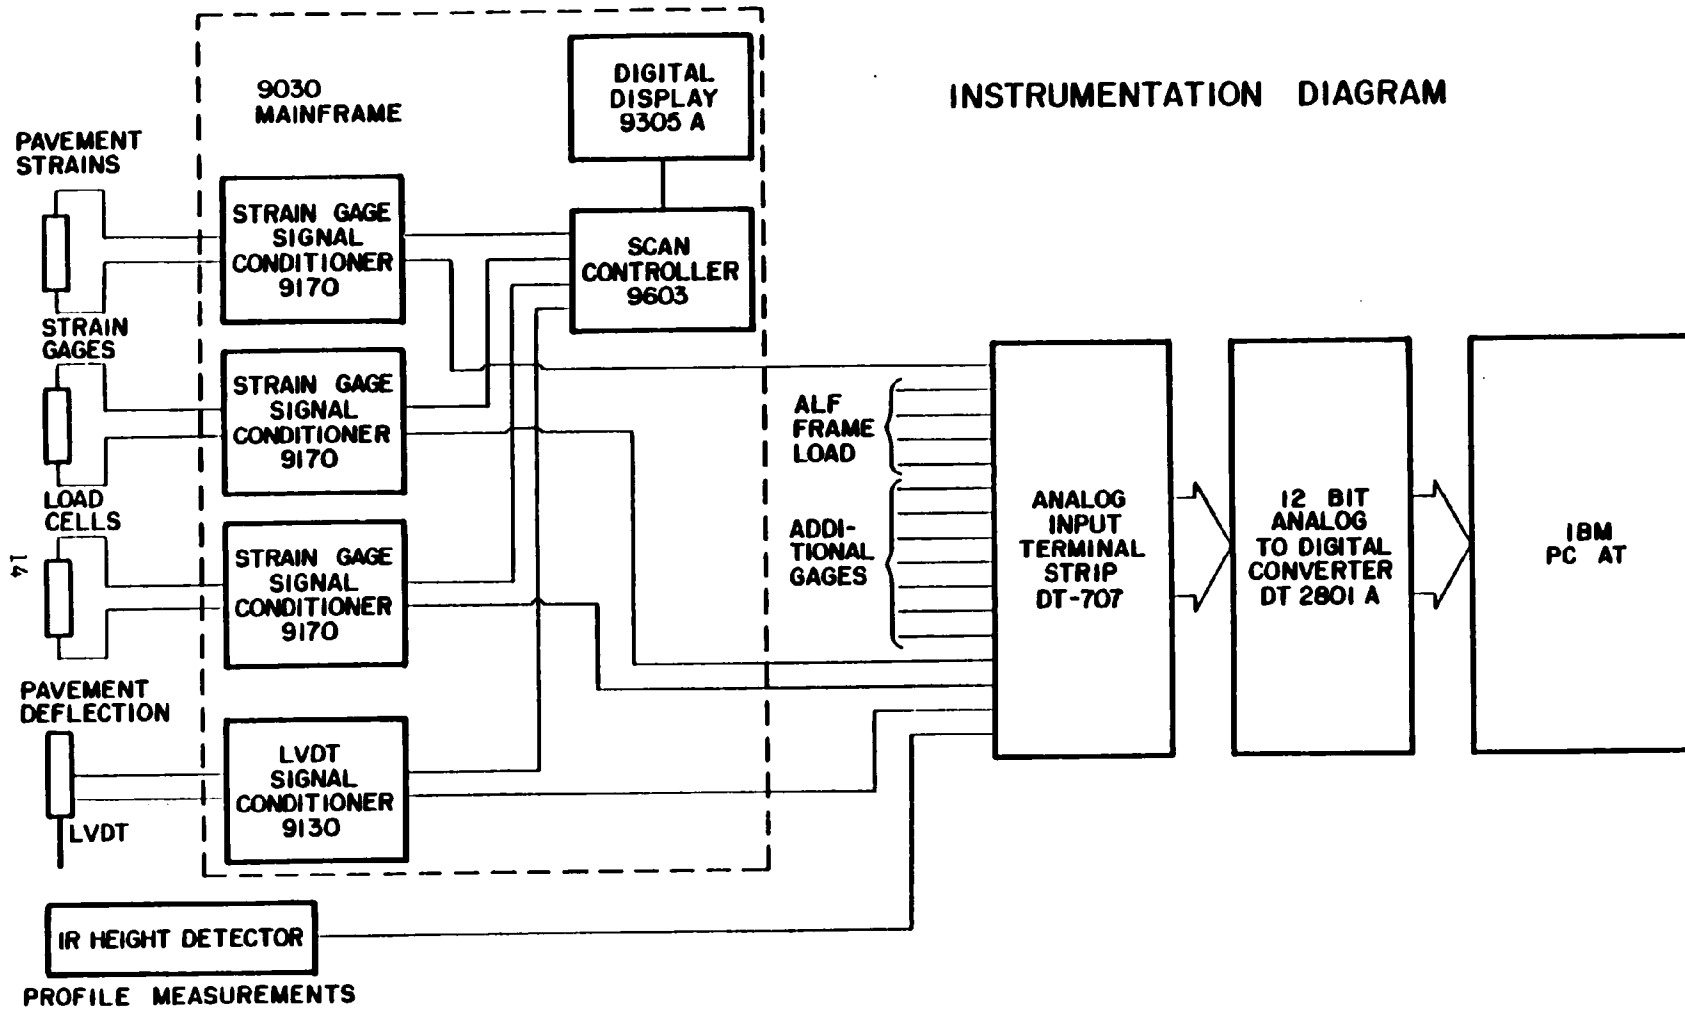 INSTRUMENTATION DIAGRAM
9030
MAINFRAME
DIGITAL
DISPLAY
9305 A
PAVEMENT
STRAINS
STRAIN GAGE
SIGNAL
CONDITIONER
9170
SCAN
CONTROLLER
9603
STRAIN
GAGES
STRAIN GAGE
SIGNAL
CONDITIONER
9170
LOAD
CELLS
STRAIN GAGE
SIGNAL
CONDITIONER
9170
14
PAVEMENT
DEFLECTION
LVDT
LVDT
SIGNAL
CONDITIONER
9130
IR HEIGHT DETECTOR
PROFILE MEASUREMENTS
ALF
FRAME
LOAD
ADDI-
TIONAL
GAGES
ANALOG
INPUT
TERMINAL
STRIP
DT-707
12 BIT
ANALOG
TO DIGITAL
CONVERTER
DT 2801 A
IBM
PC AT